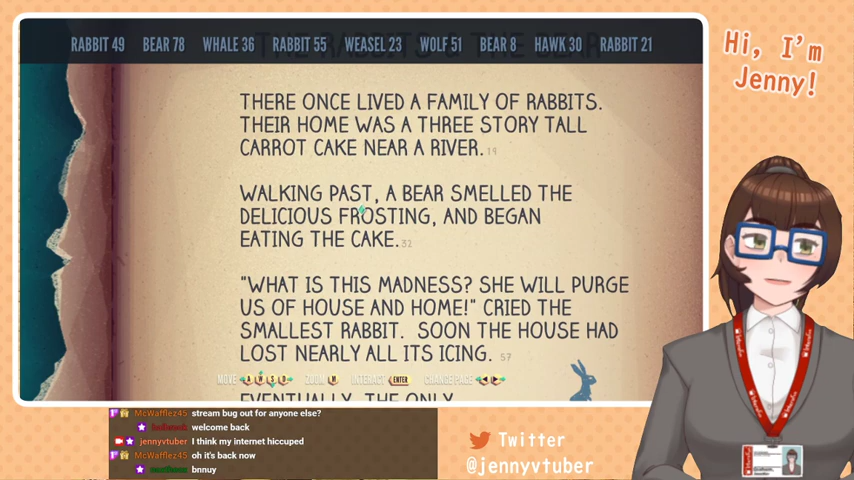 RABBIT 49 BEAR 78 WHALE 36 RABBIT 55 WEASEL 23 WOLF 51 BEAR 8 HAWK 30 RABBIT 21
THERE ONCE LIVED A FAMILY OF RABBITS.
THEIR HOME WAS A THREE STORY TALL
CARROT CAKE NEAR A RIVER. 19
WALKING PAST, A BEAR SMELLED THE
DELICIOUS FROSTING, AND BEGAN
EATING THE CAKE. 32
"WHAT IS THIS MADNESS? SHE WILL PURGE
US OF HOUSE AND HOME!" CRIED THE
SMALLEST RABBIT. SOON THE HOUSE HAD
LOST NEARLY ALL ITS ICING. 57
MOVE A W S D ZOOM INTERACT ENTER CHANGE PAGE
EVENTUALLY, THE ONLY
Hi, I'm
Jenny!
McWafflez45 stream bug out for anyone else?
welcome back
jennyvtuber I think my internet hiccuped
McWafflez45 oh it's back now
bnnuy
Twitter
@jennyvtuber